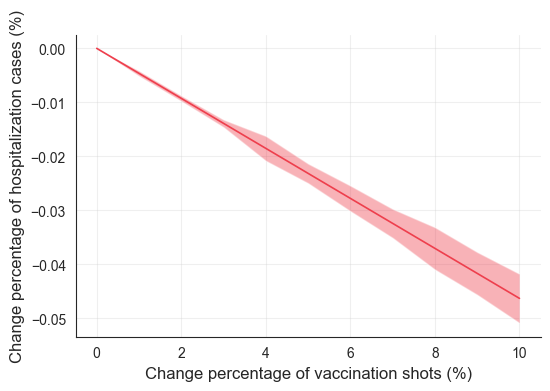 Change percentage of hospitalization cases (%)
0.00
−0.01
−0.02
−0.03
−0.04
−0.05
0 2 4 6 8 10
Change percentage of vaccination shots (%)